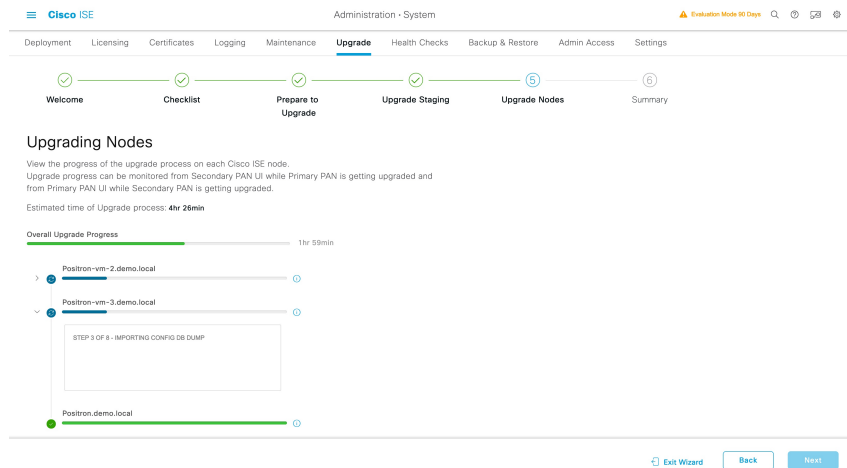 Cisco ISE
Administration · System
Evaluation Mode 90 Days
Deployment Licensing Certificates Logging Maintenance Upgrade Health Checks Backup & Restore Admin Access Settings
5 6
Welcome Checklist Prepare to Upgrade Upgrade Staging Upgrade Nodes Summary
Upgrading Nodes
View the progress of the upgrade process on each Cisco ISE node.
Upgrade progress can be monitored from Secondary PAN UI while Primary PAN is getting upgraded and
from Primary PAN UI while Secondary PAN is getting upgraded.
Estimated time of Upgrade process: 4hr 26min
Overall Upgrade Progress
1hr 59min
Positron-vm-2.demo.local
Positron-vm-3.demo.local
STEP 3 OF 8 - IMPORTING CONFIG DB DUMP
Positron.demo.local
Exit Wizard Back Next